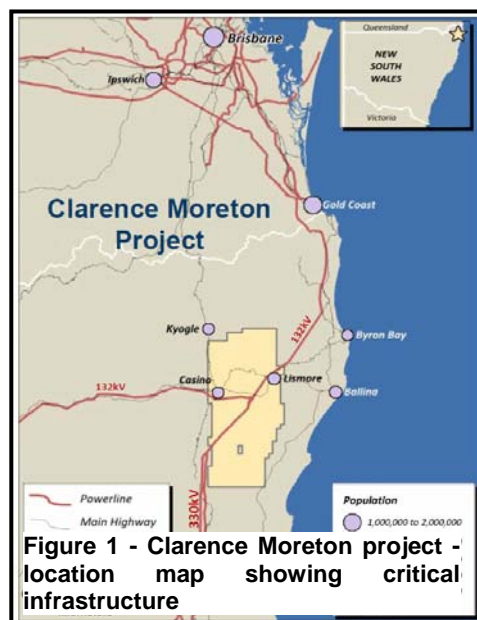 Brisbane
Queensland
NEW
SOUTH
WALES
Victoria
Ipswich
Clarence Moreton
Project
Gold Coast
Kyogle
132kV
Byron Bay
132kV
Casino
Lismore
Ballina
330kV
Powerline
Main Highway
Population
1,000,000 to 2,000,000
Figure 1 - Clarence Moreton project -
location map showing critical
infrastructure